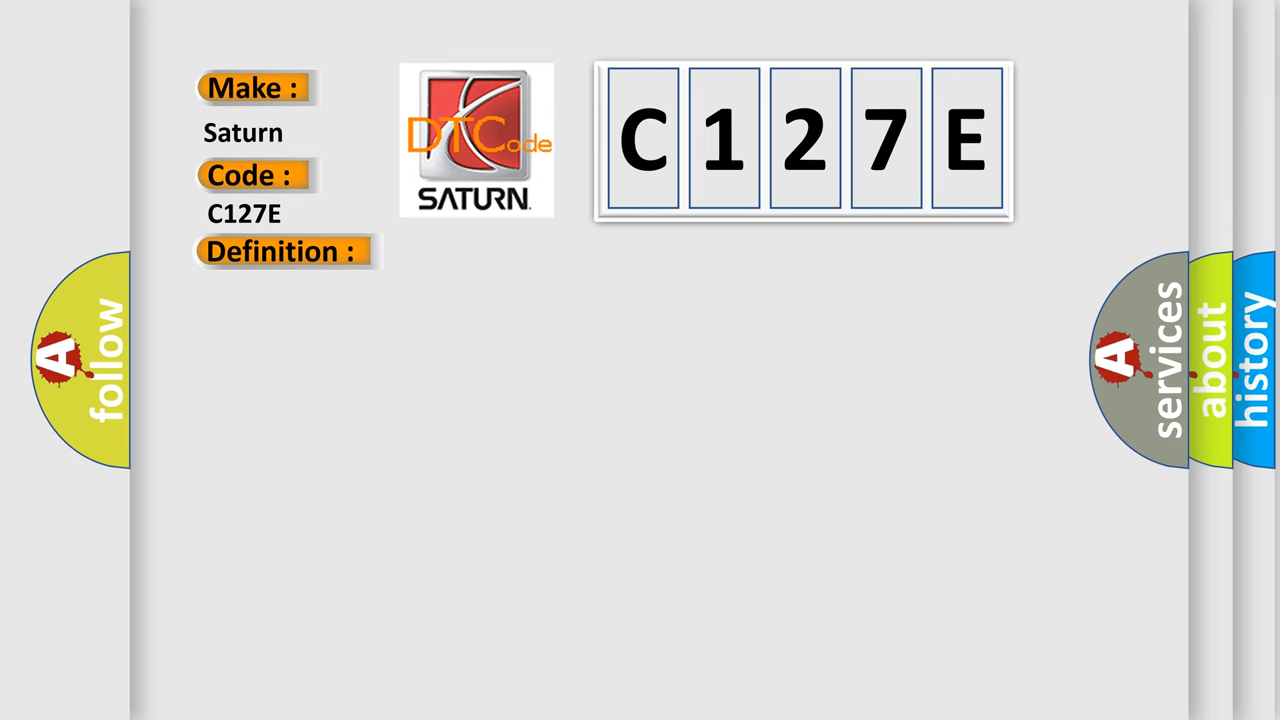 Make :
Saturn
Code :
C127E
Definition :
DTCode
SATURN
C 1 2 7 E
A follow
A services
about
history